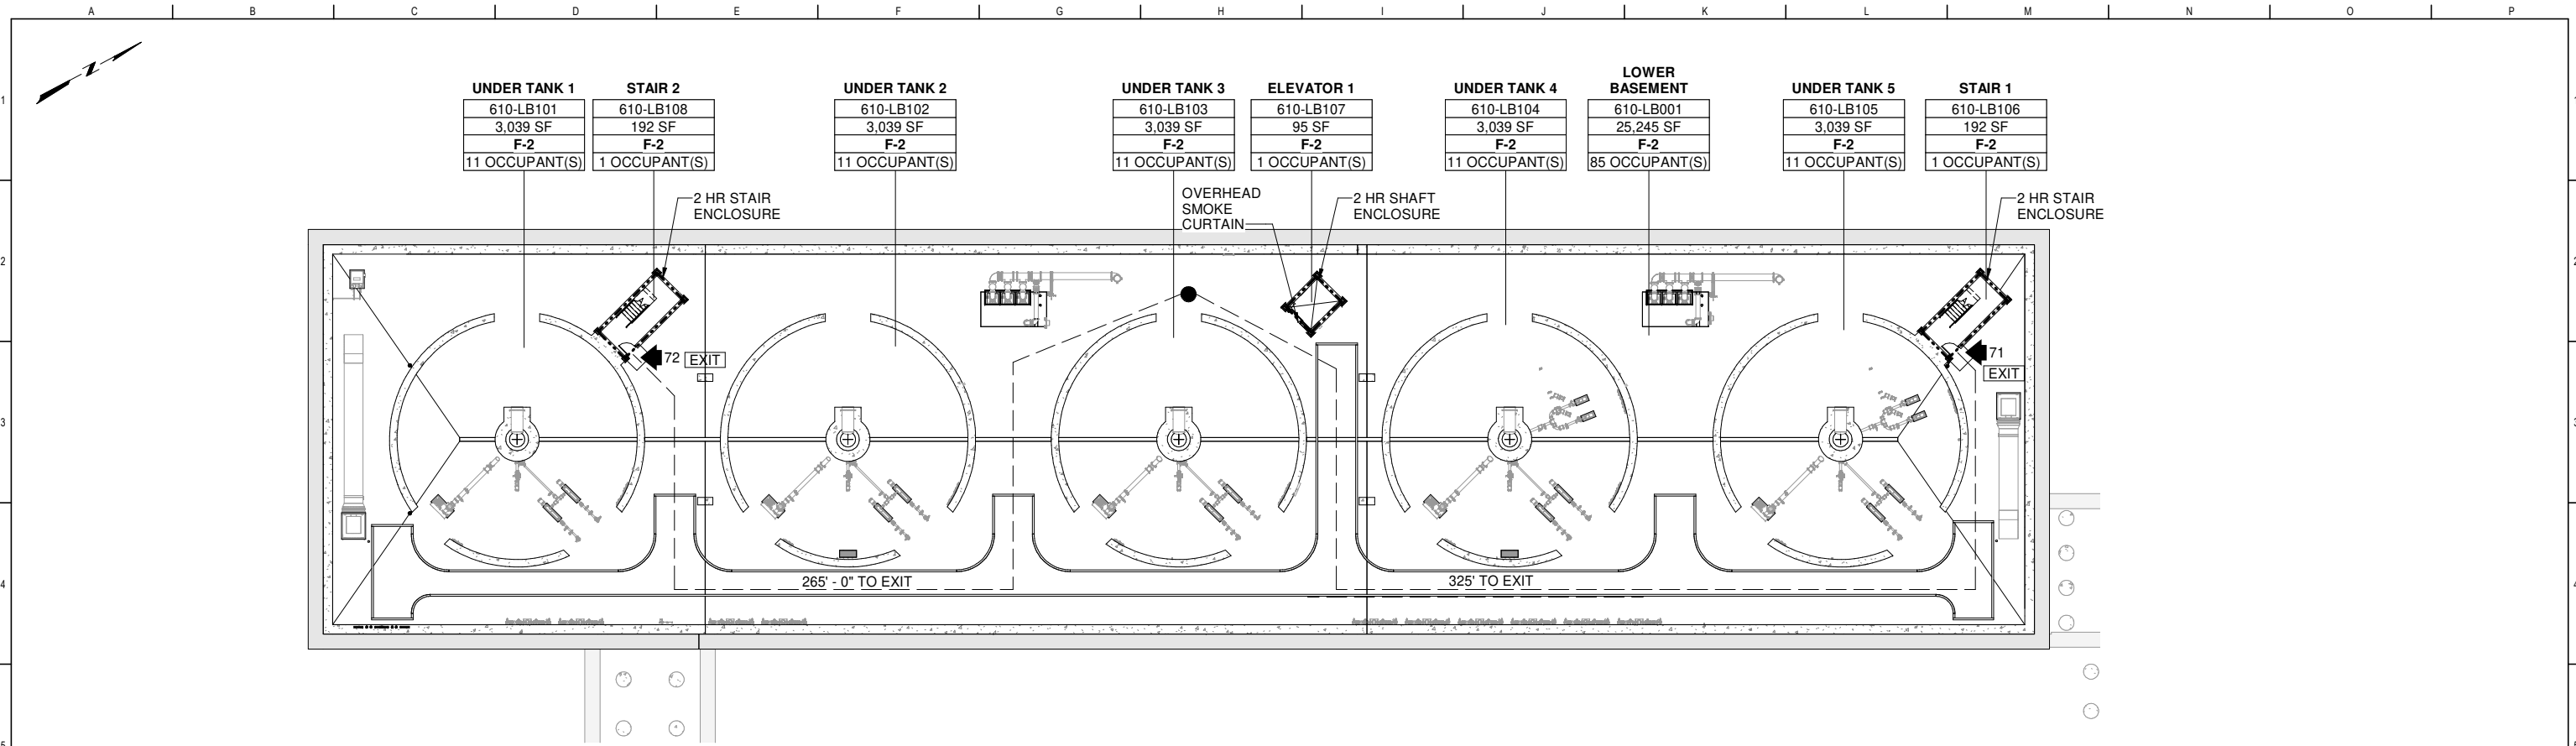 A B C D E F G H I J K L M N O P
N
1
UNDER TANK 1
610-LB101
3,039 SF
F-2
11 OCCUPANT(S)
STAIR 2
610-LB108
192 SF
F-2
1 OCCUPANT(S)
UNDER TANK 2
610-LB102
3,039 SF
F-2
11 OCCUPANT(S)
UNDER TANK 3
610-LB103
3,039 SF
F-2
11 OCCUPANT(S)
ELEVATOR 1
610-LB107
95 SF
F-2
1 OCCUPANT(S)
UNDER TANK 4
610-LB104
3,039 SF
F-2
11 OCCUPANT(S)
LOWER
BASEMENT
610-LB001
25,245 SF
F-2
85 OCCUPANT(S)
UNDER TANK 5
610-LB105
3,039 SF
F-2
11 OCCUPANT(S)
STAIR 1
610-LB106
192 SF
F-2
1 OCCUPANT(S)
2 HR STAIR
ENCLOSURE
OVERHEAD
SMOKE
CURTAIN
2 HR SHAFT
ENCLOSURE
2 HR STAIR
ENCLOSURE
2
2
72
EXIT
71
EXIT
3
3
4
265' - 0" TO EXIT
325' TO EXIT
4
5